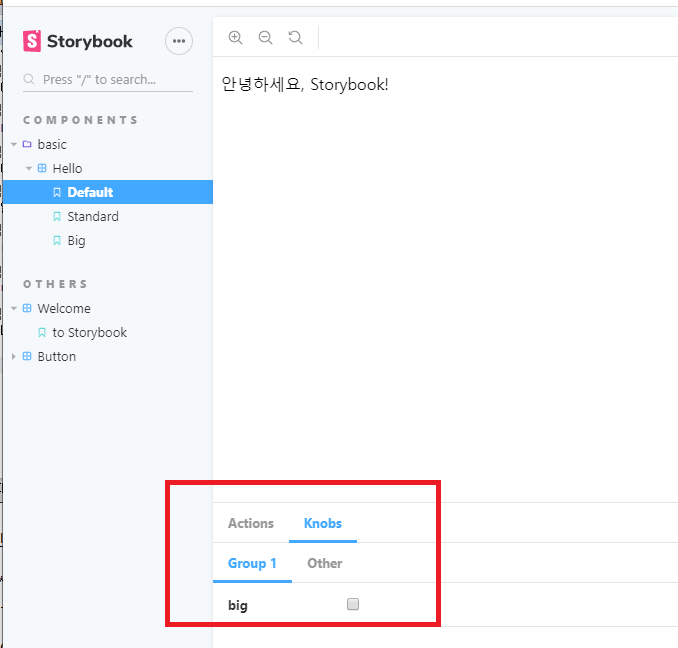 Storybook
Press "/" to search...
COMPONENTS
basic
Hello
Default
Standard
Big
OTHERS
Welcome
to Storybook
Button
안녕하세요, Storybook!
Actions Knobs
Group 1 Other
big